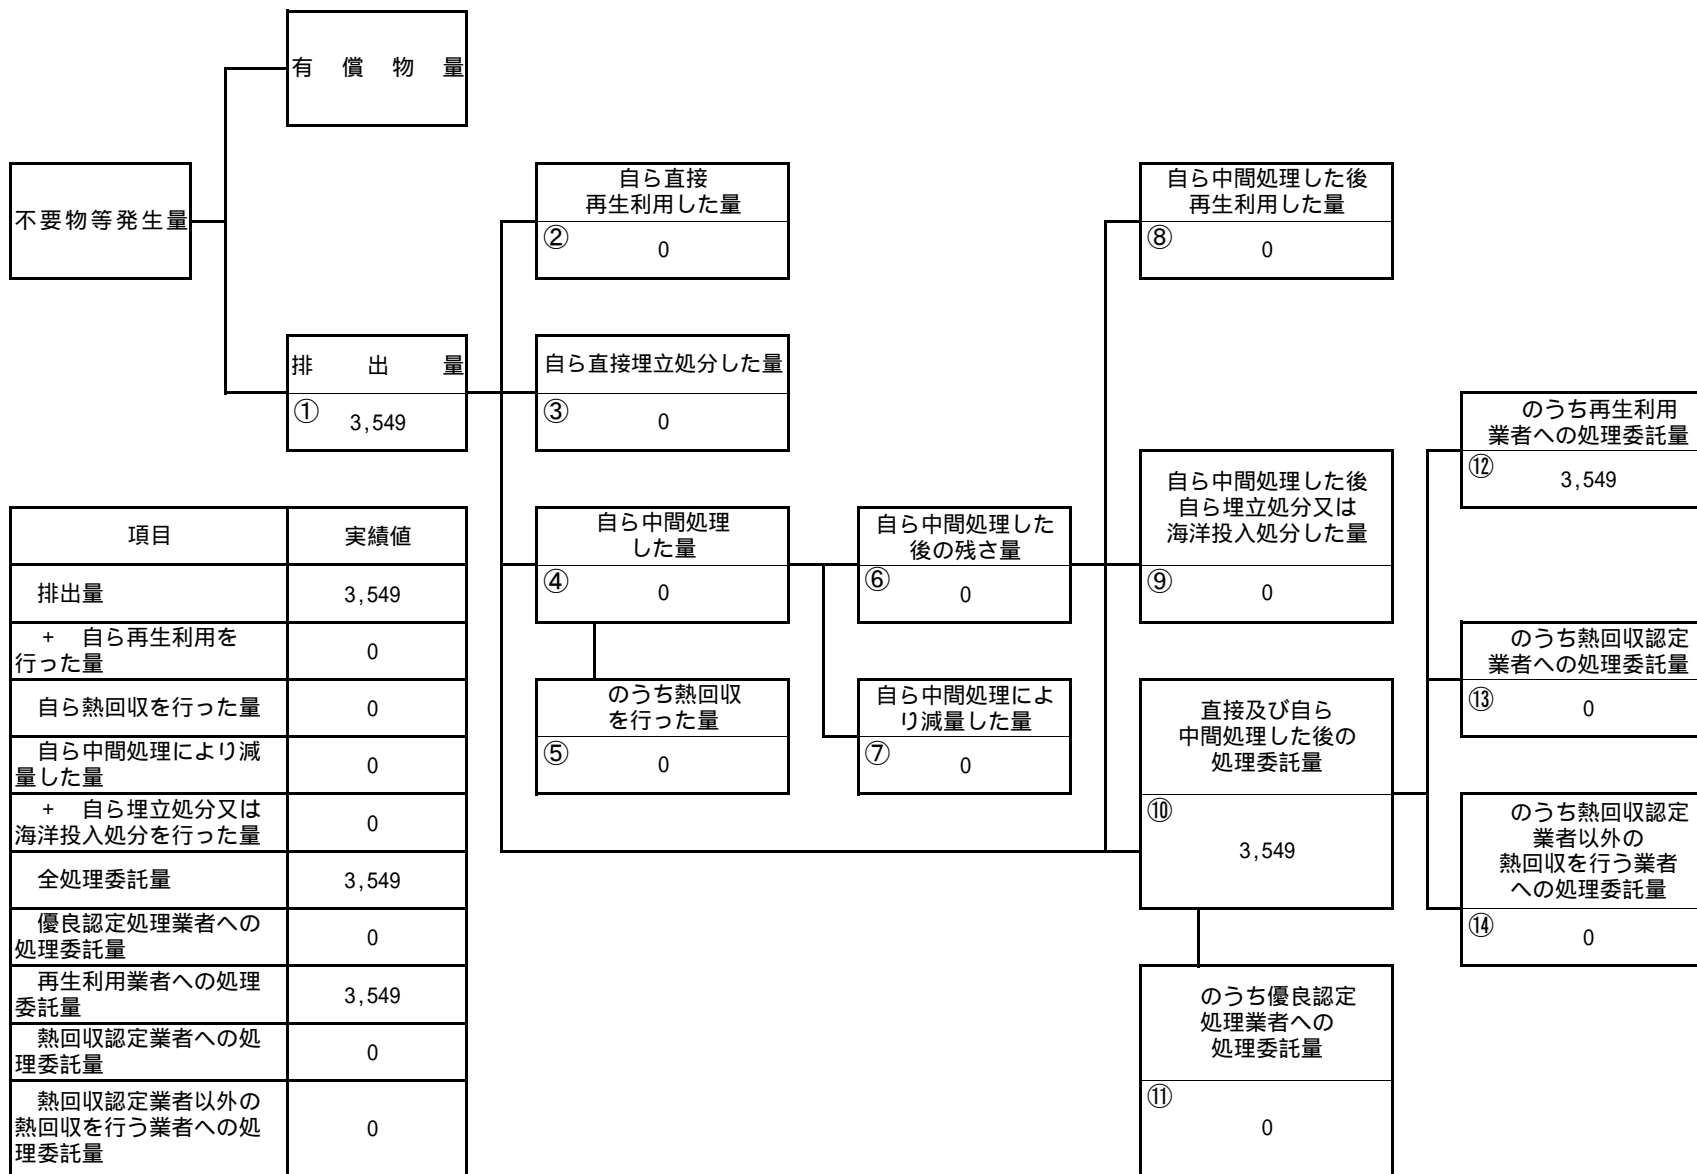 有償物量
不要物等発生量
排出量
① 3,549
自ら直接
再生利用した量
② 0
自ら直接埋立処分した量
③ 0
自ら中間処理
した量
④ 0
のうち熱回収
を行った量
⑤ 0
自ら中間処理した
後の残さ量
⑥ 0
自ら中間処理によ
り減量した量
⑦ 0
自ら中間処理した後
再生利用した量
⑧ 0
自ら中間処理した後
自ら埋立処分又は
海洋投入処分した量
⑨ 0
直接及び自ら
中間処理した後の
処理委託量
⑩
3,549
のうち優良認定
処理業者への
処理委託量
⑪
0
のうち再生利用
業者への処理委託量
⑫ 3,549
のうち熱回収認定
業者への処理委託量
⑬ 0
のうち熱回収認定
業者以外の
熱回収を行う業者
への処理委託量
⑭ 0
項目 実績値
排出量 3,549
+ 自ら再生利用を
行った量 0
自ら熱回収を行った量 0
自ら中間処理により減
量した量 0
+ 自ら埋立処分又は
海洋投入処分を行った量 0
全処理委託量 3,549
優良認定処理業者への
処理委託量 0
再生利用業者への処理
委託量 3,549
熱回収認定業者への処
理委託量 0
熱回収認定業者以外の
熱回収を行う業者への処
理委託量 0